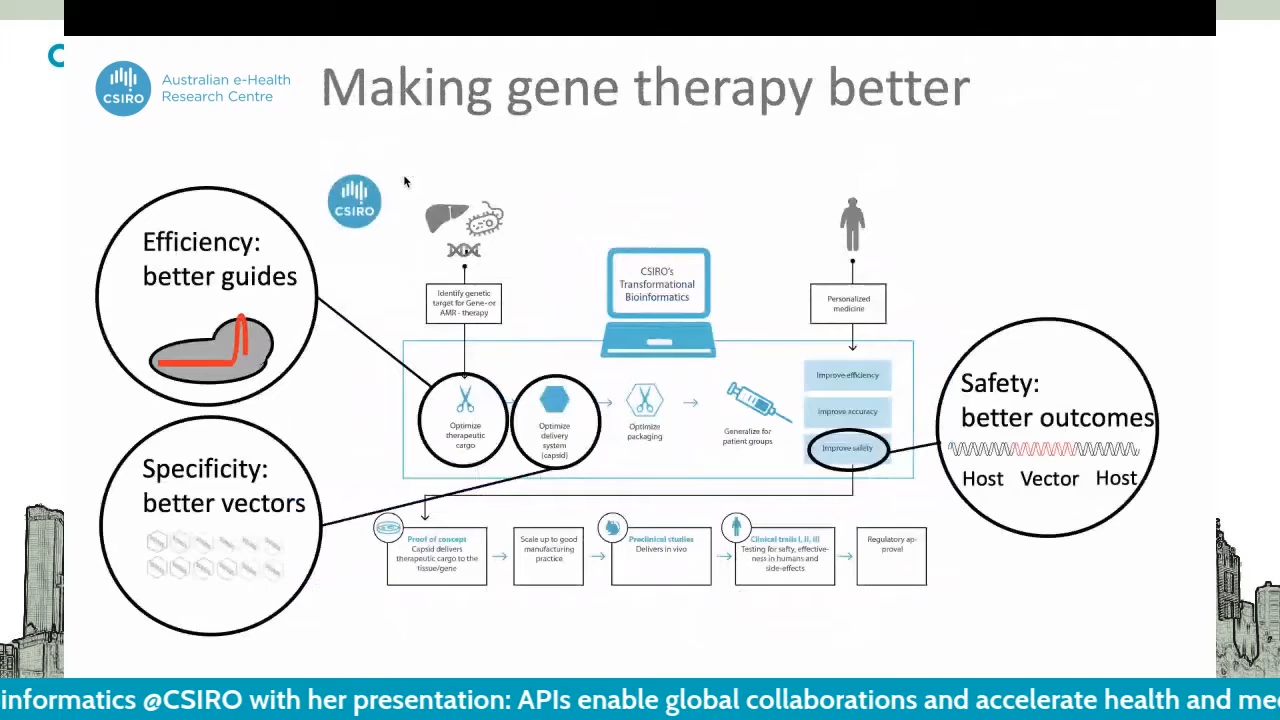 CSIRO
Australian e-Health
Research Centre
Making gene therapy better
CSIRO
Efficiency:
better guides
Specificity:
better vectors
Identify genetic
target for Gene- or
AMR - therapy
CSIRO's
Transformational
Bioinformatics
Personalized
medicine
Optimize
therapeutic
cargo
Optimize
delivery
system
(capsid)
Optimize
packaging
Generalize for
patient groups
Improve efficiency
Improve accuracy
Improve safety
Safety:
better outcomes
Host Vector Host
Proof of concept
Capsid delivers
therapeutic cargo to the
tissue/gene
Scale up to good
manufacturing
practice
Preclinical studies
Delivers in vivo
Clinical trails I, II, III
Testing for safty, effective-
ness in humans and
side-effects
Regulatory ap-
proval
informatics @CSIRO with her presentation: APIs enable global collaborations and accelerate health and me